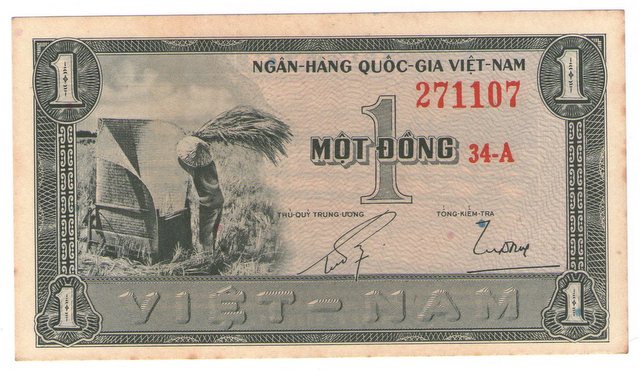 1 1
NGÂN-HÀNG QUỐC-GIA VIỆT-NAM
271107
1
MỘT ĐỒNG 34-A
THỦ-QUỸ TRUNG-ƯƠNG TỔNG-KIỂM-TRA
VIỆT-NAM
1 1